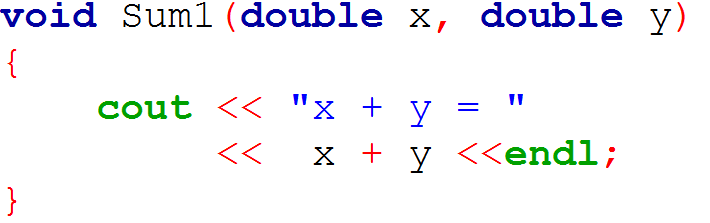 void Sum1(double x, double y)
{
    cout << "x + y = "
         <<  x + y <<endl;
}